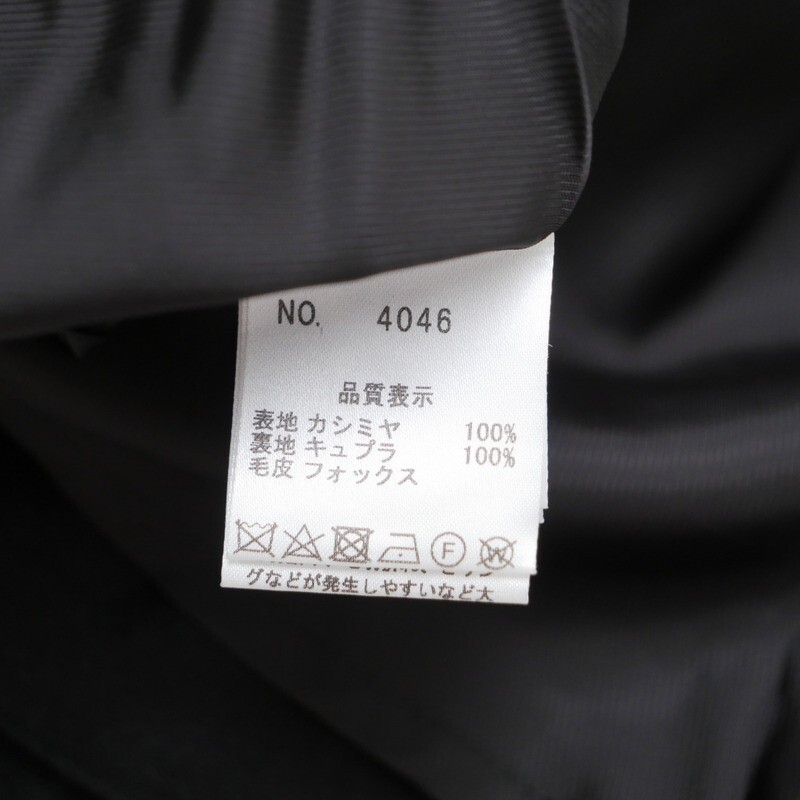 NO. 4046
品質表示
表地 カシミヤ 100%
裏地 キュプラ 100%
毛皮 フォックス
F W
グなどが発生しやすいなど大